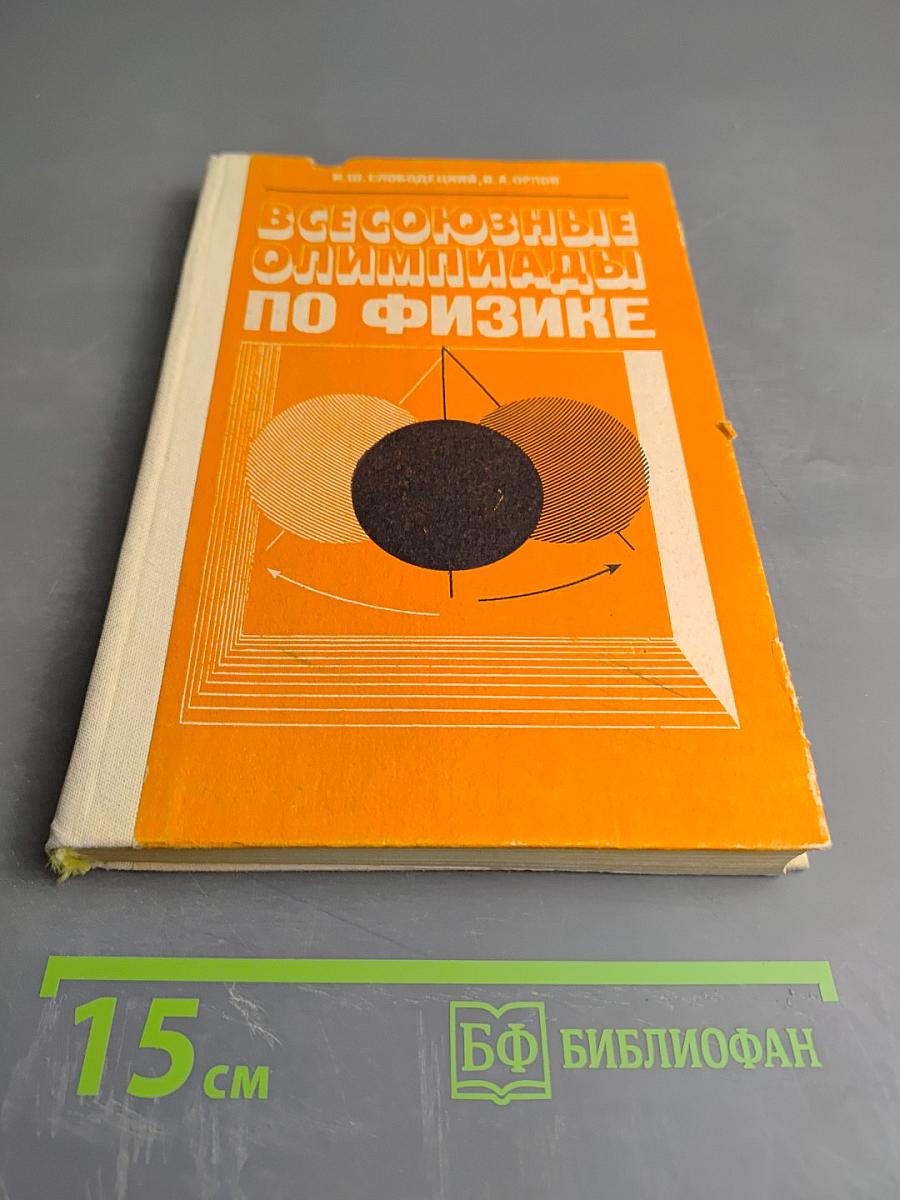 И.Ш.СЛОБОДЕЦКИЙ, В.А.ОРЛОВ
ВСЕСОЮЗНЫЕ
ОЛИМПИАДЫ
ПО ФИЗИКЕ
15 см
БФ БИБЛИОФАН